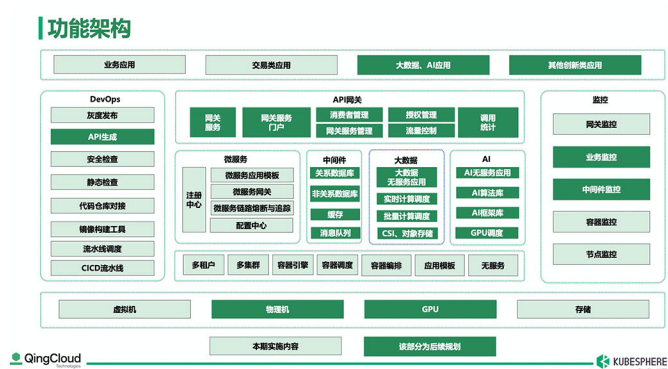 功能架构
业务应用
交易类应用
大数据、AI应用
其他创新类应用
DevOps
灰度发布
API生成
安全检查
静态检查
代码仓库对接
镜像构建工具
流水线调度
CICD流水线
API网关
网关
服务
网关服务
门户
消费者管理
网关服务管理
授权管理
流量控制
调用
统计
微服务
注册
中心
微服务应用模板
微服务网关
微服务链路熔断与追踪
配置中心
中间件
关系数据库
非关系数据库
缓存
消息队列
大数据
大数据
无服务应用
实时计算调度
批量计算调度
CSI、对象存储
AI
AI无服务应用
AI算法库
AI框架库
GPU调度
多租户
多集群
容器引擎
容器调度
容器编排
应用模板
无服务
监控
网关监控
业务监控
中间件监控
容器监控
节点监控
虚拟机
物理机
GPU
存储
本期实施内容
该部分为后续规划
QingCloud
Technologies
KUBESPHERE